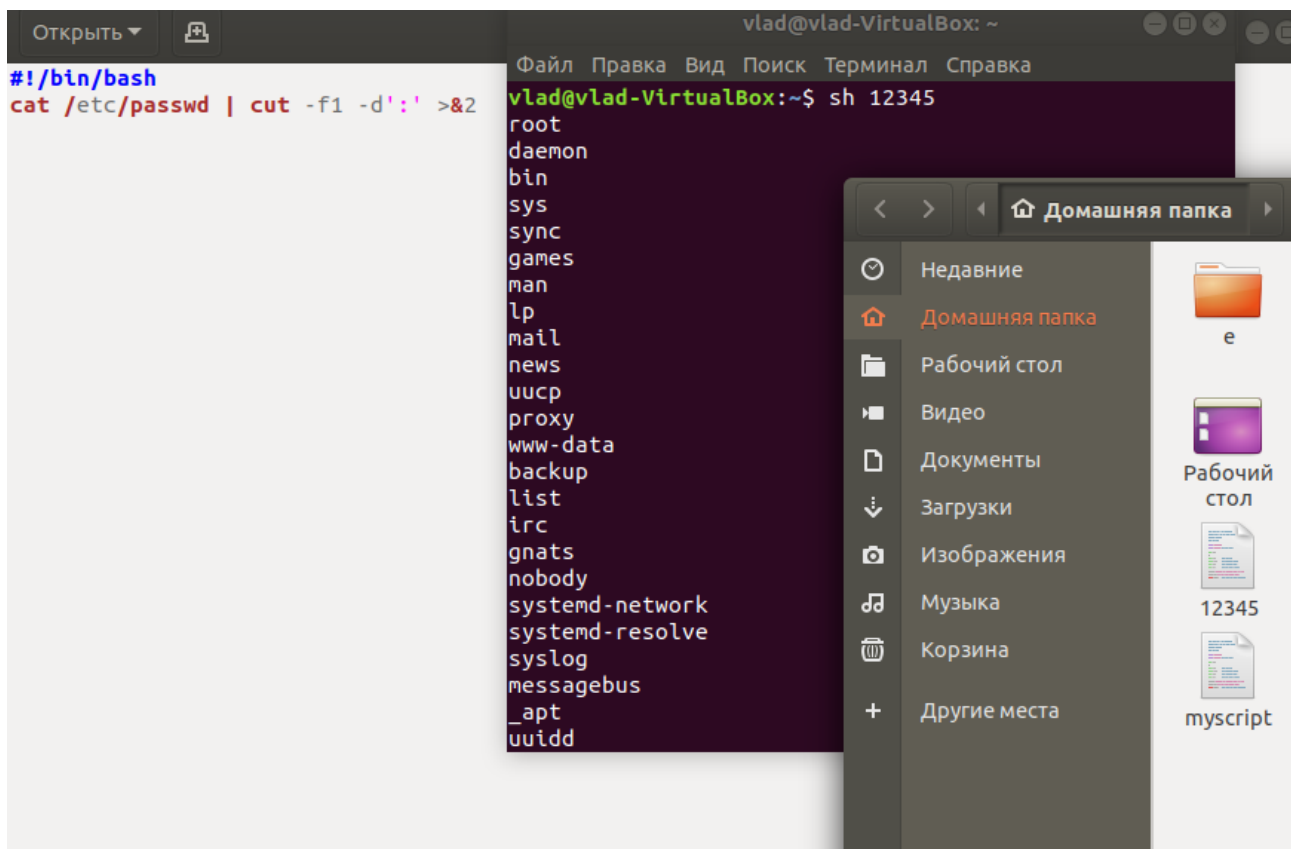 Открыть
#!/bin/bash
cat /etc/passwd | cut -f1 -d':' >&2
vlad@vlad-VirtualBox: ~
Файл Правка Вид Поиск Терминал Справка
vlad@vlad-VirtualBox:~$ sh 12345
root
daemon
bin
sys
sync
games
man
lp
mail
news
uucp
proxy
www-data
backup
list
irc
gnats
nobody
systemd-network
systemd-resolve
syslog
messagebus
_apt
uuidd
Домашняя папка
Недавние
Домашняя папка
Рабочий стол
Видео
Документы
Загрузки
Изображения
Музыка
Корзина
Другие места
e
Рабочий
стол
12345
myscript